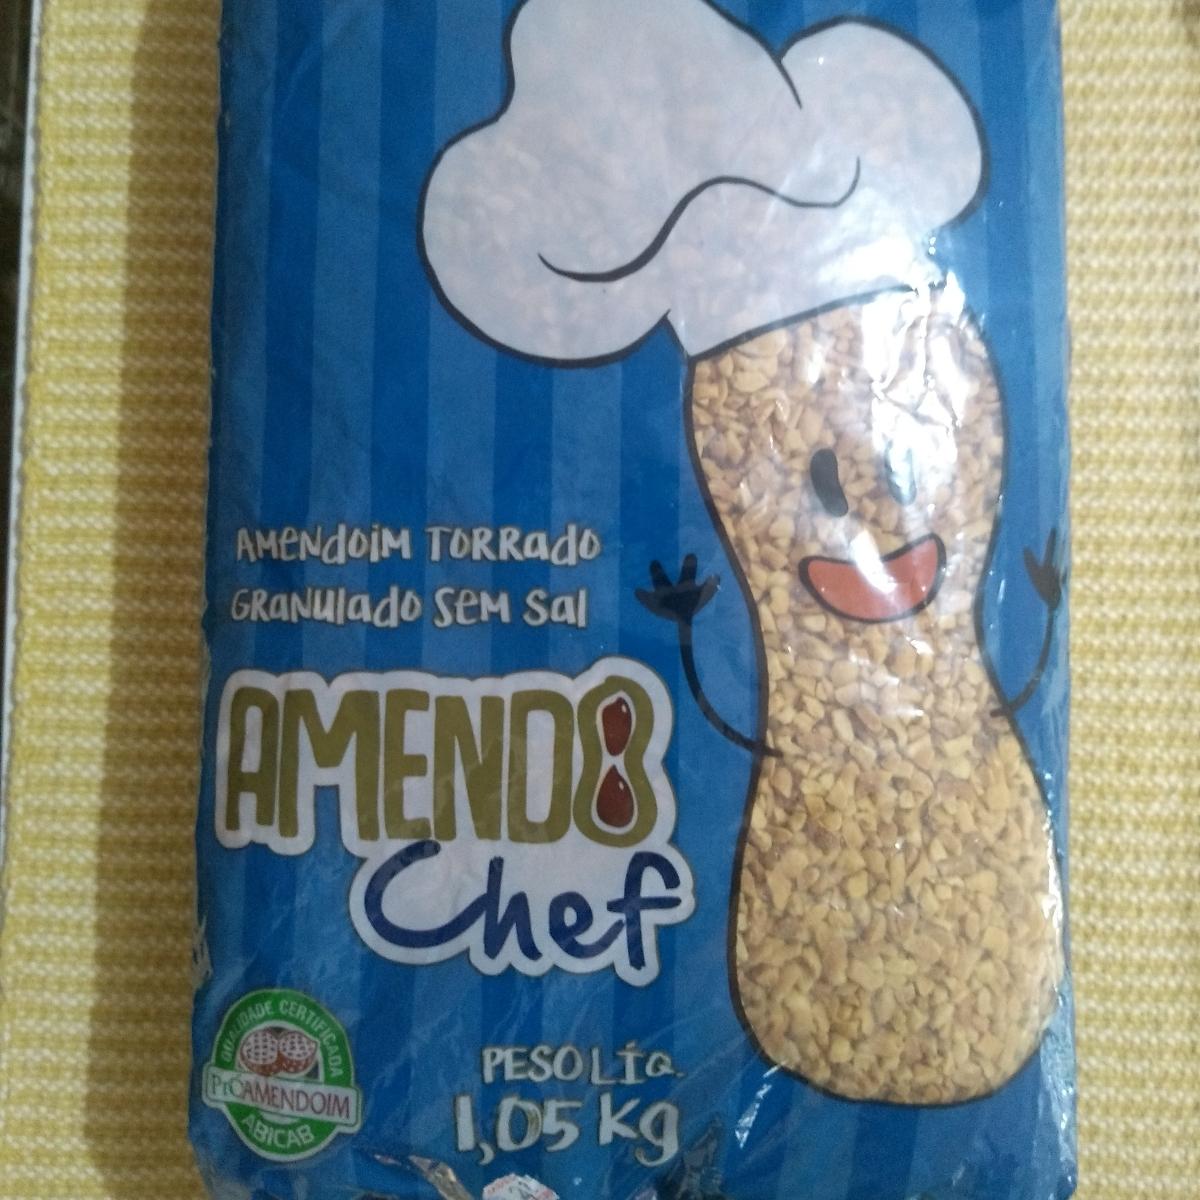 AMENDOIM TORRADO
GRANULADO SEM SAL
AMENDO
Chef
QUALIDADE CERTIFICADA
PróAMENDOIM
ABICAB
PESO LÍQ.
1,05 kg